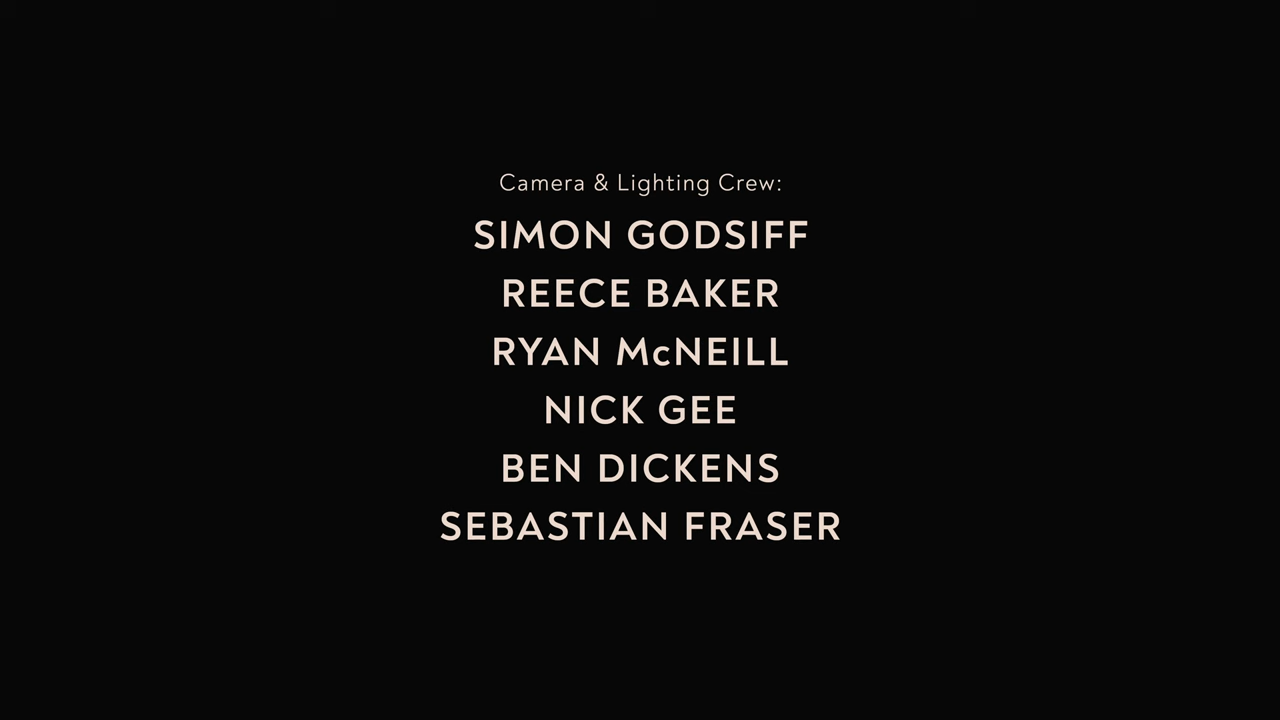 Camera & Lighting Crew:
SIMON GODSIFF
REECE BAKER
RYAN McNEILL
NICK GEE
BEN DICKENS
SEBASTIAN FRASER